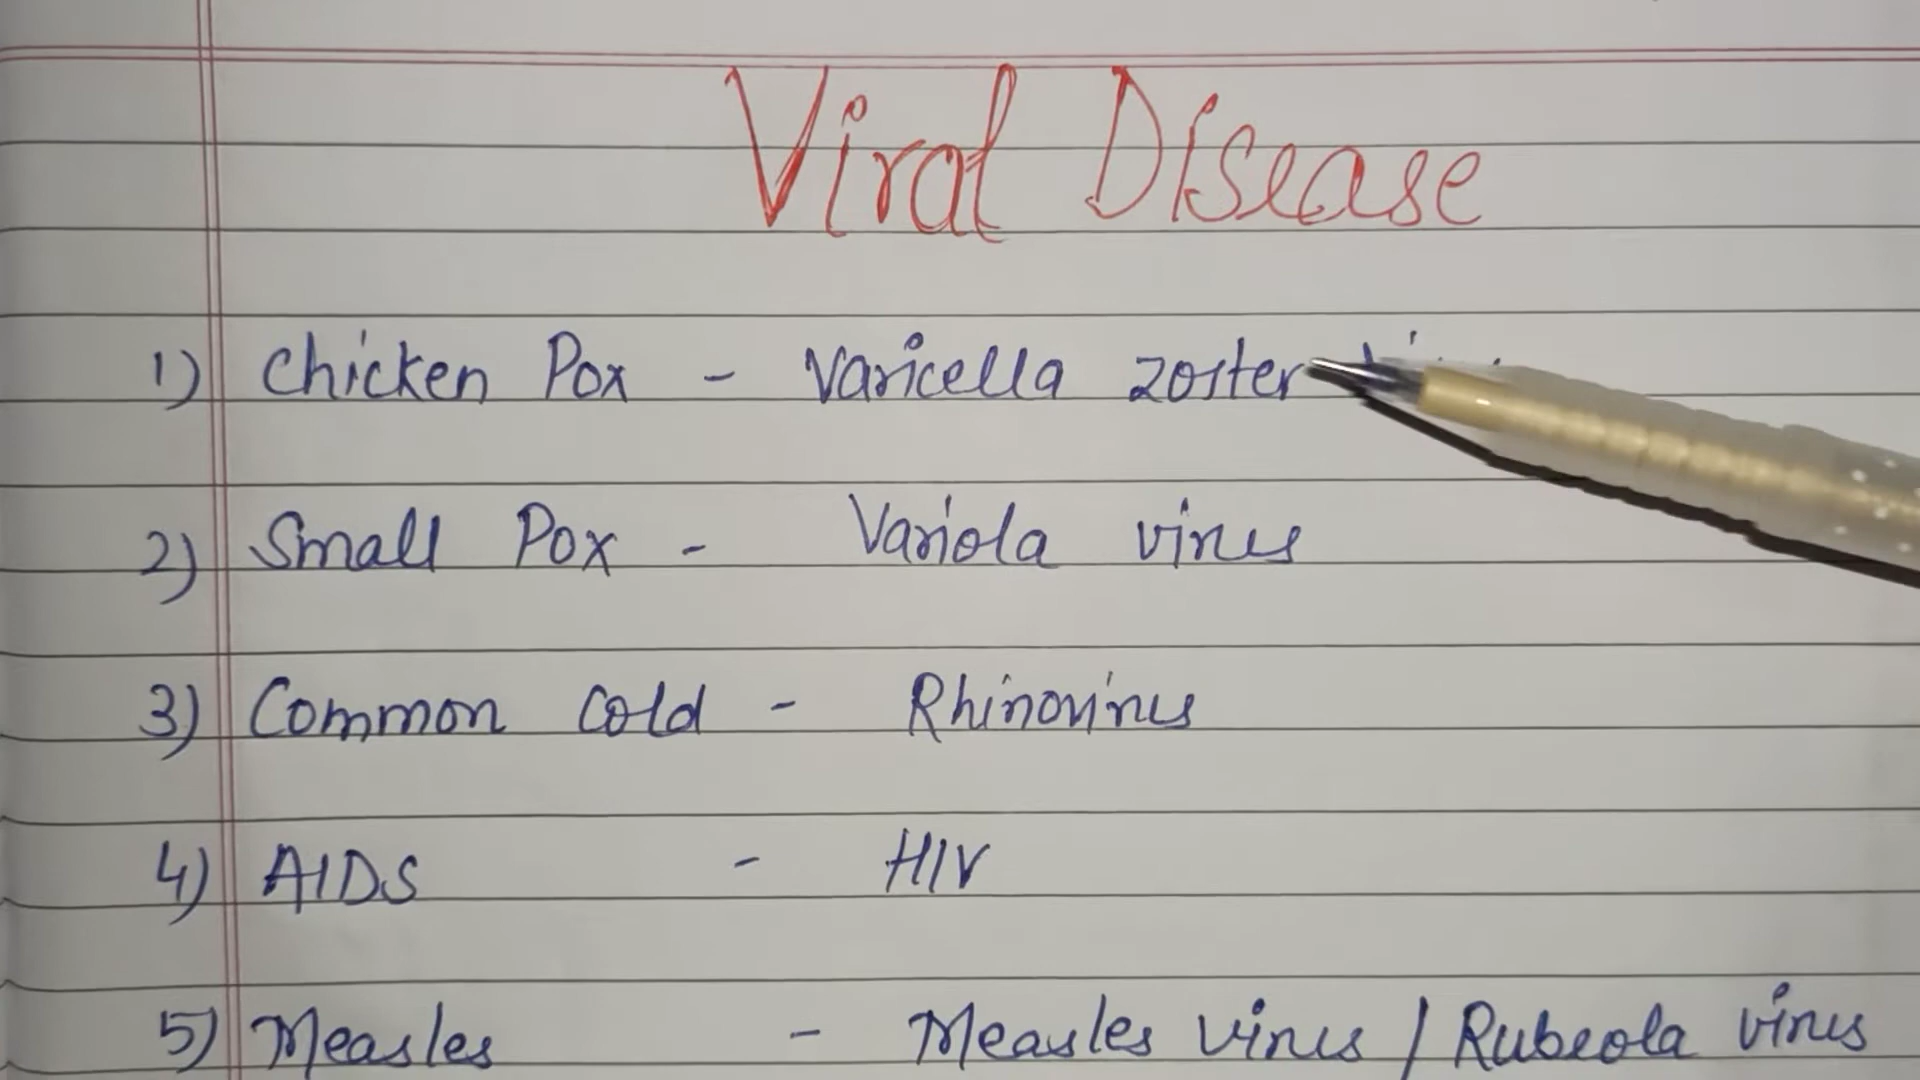 Viral Disease
1) Chicken Pox - Varicella zoster
2) Small Pox - Variola virus
3) Common Cold - Rhinovirus
4) AIDS - HIV
5) Measles - Measles virus / Rubeola virus